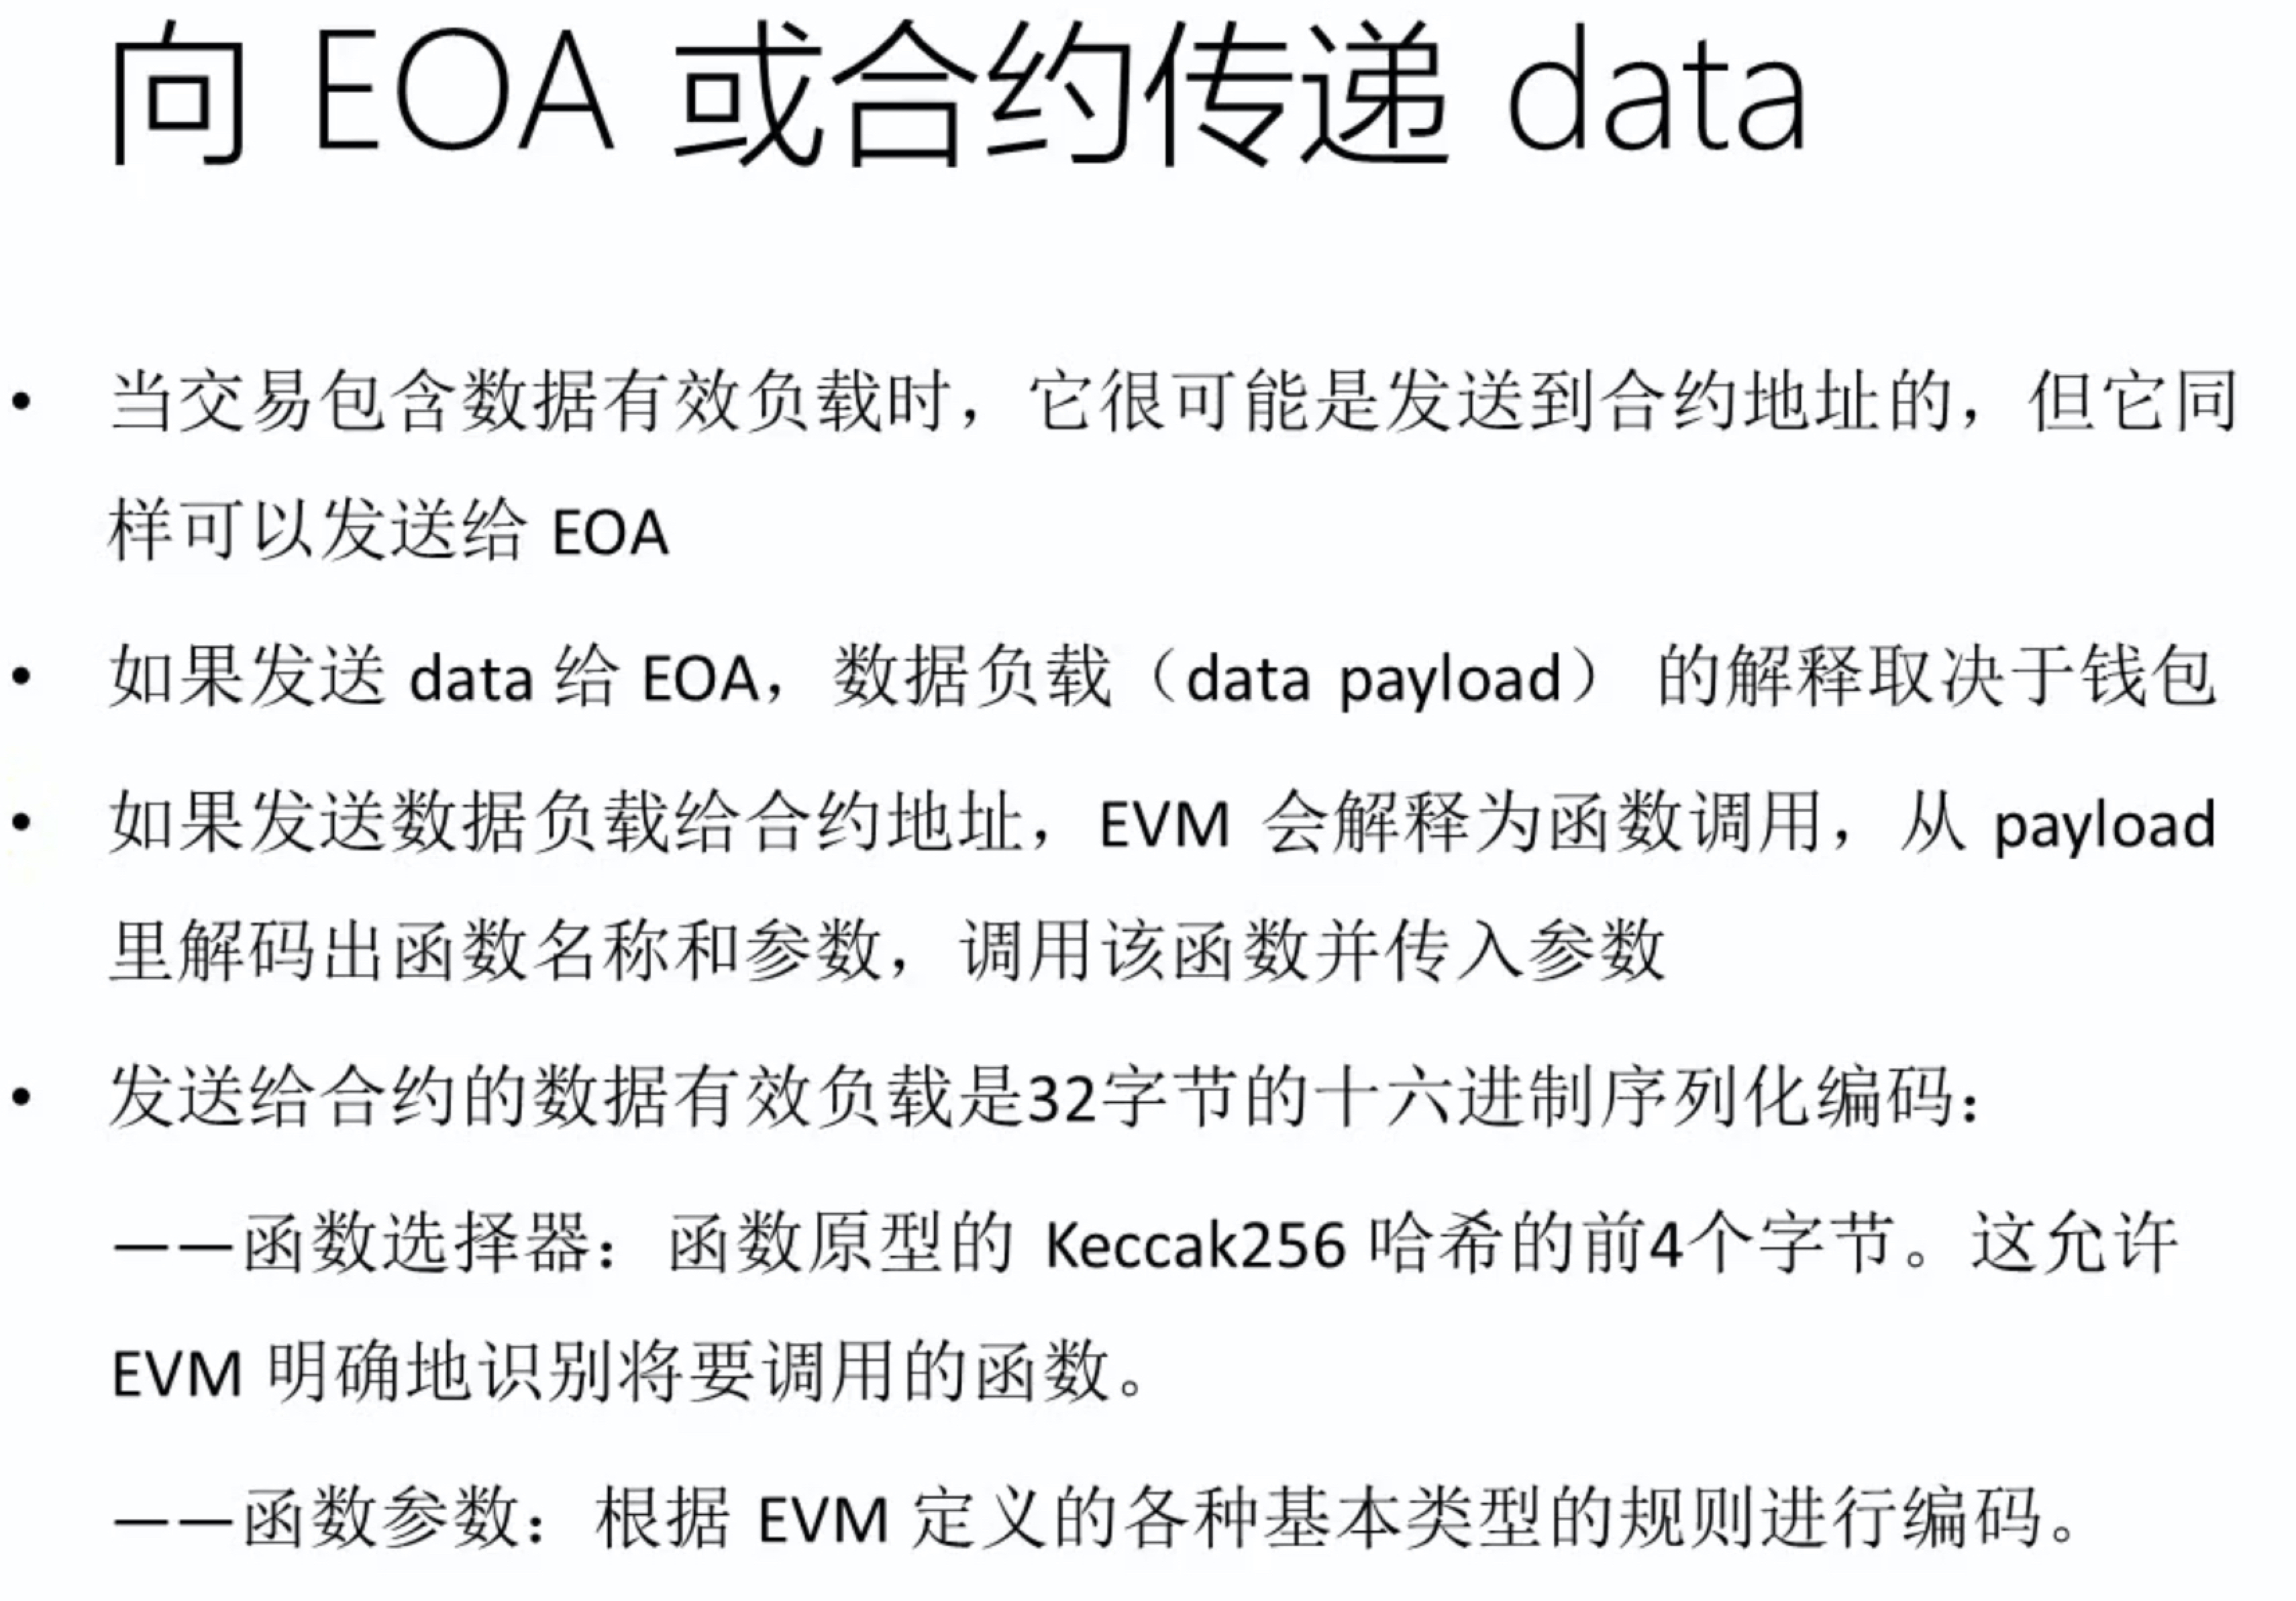 向 EOA 或合约传递 data
• 当交易包含数据有效负载时，它很可能是发送到合约地址的，但它同
样可以发送给 EOA
• 如果发送 data 给 EOA，数据负载（data payload） 的解释取决于钱包
• 如果发送数据负载给合约地址，EVM 会解释为函数调用，从 payload
里解码出函数名称和参数，调用该函数并传入参数
• 发送给合约的数据有效负载是32字节的十六进制序列化编码：
——函数选择器：函数原型的 Keccak256 哈希的前4个字节。这允许
EVM 明确地识别将要调用的函数。
——函数参数：根据 EVM 定义的各种基本类型的规则进行编码。